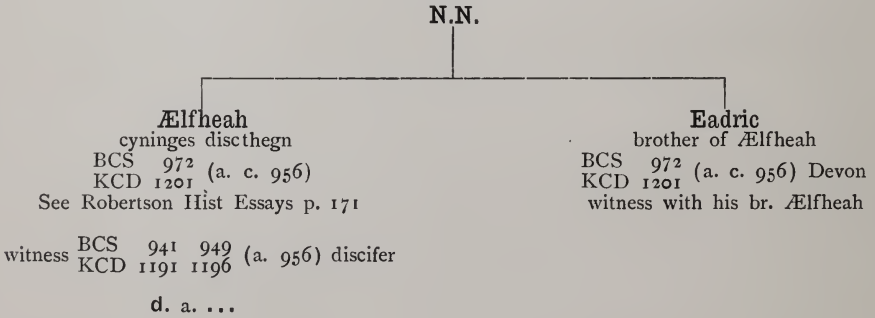 N.N.
Ælfheah
cyninges discthegn
BCS 972
KCD 1201 (a. c. 956)
See Robertson Hist Essays p. 171
witness BCS 941 949
KCD 1191 1196 (a. 956) discifer
d. a. ...
Eadric
brother of Ælfheah
BCS 972
KCD 1201 (a. c. 956) Devon
witness with his br. Ælfheah